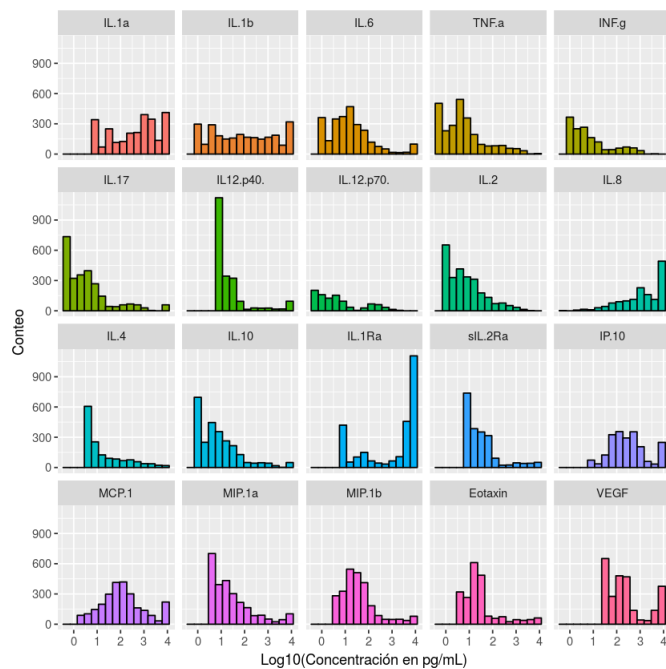 IL.1a IL.1b IL.6 TNF.a INF.g
900
600
300
0
IL.17 IL12.p40. IL.12.p70. IL.2 IL.8
900
600
300
0
IL.4 IL.10 IL.1Ra sIL.2Ra IP.10
900
600
300
0
MCP.1 MIP.1a MIP.1b Eotaxin VEGF
900
600
300
0
0 1 2 3 4 0 1 2 3 4 0 1 2 3 4 0 1 2 3 4 0 1 2 3 4
Log10(Concentración en pg/mL)
Conteo